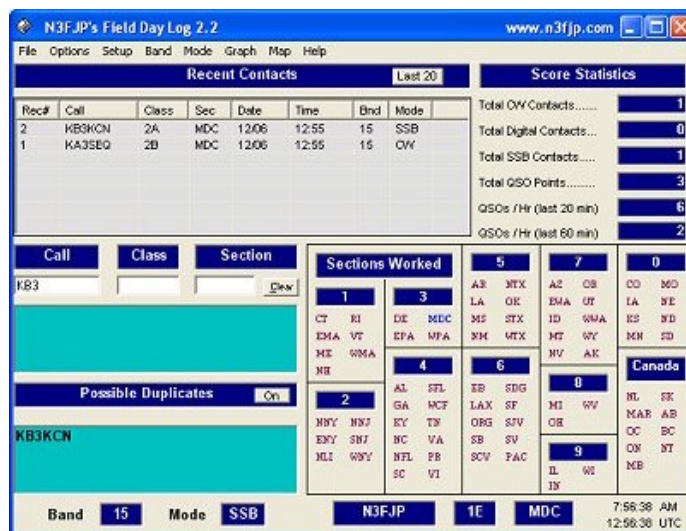 N3FJP's Field Day Log 2.2 www.n3fjp.com
File Options Setup Band Mode Graph Map Help
Recent Contacts Last 20
Rec# Call Class Sec Date Time Bnd Mode
2 KB3KCN 2A MDC 12/06 12:55 15 SSB
1 KA3SEQ 2B MDC 12/06 12:55 15 CW
Score Statistics
Total CW Contacts...... 1
Total Digital Contacts... 0
Total SSB Contacts..... 1
Total QSO Points......... 3
QSOs / Hr (last 20 min) 6
QSOs / Hr (last 60 min) 2
Call Class Section
KB3 Clear
Possible Duplicates On
KB3KCN
Sections Worked
1
CT RI
EMA VT
ME WMA
NH
2
NNY NNJ
ENY SNJ
NLI WNY
3
DE MDC
EPA WPA
4
AL SFL
GA WCF
KY TN
NC VA
NFL PR
SC VI
5
AR NTX
LA OK
MS STX
NM WTX
6
EB SDG
LAX SF
ORG SJV
SB SV
SCV PAC
7
AZ OR
EWA UT
ID WWA
MT WY
NV AK
8
MI WV
OH
9
IL WI
IN
0
CO MO
IA NE
KS ND
MN SD
Canada
NL SK
MAR AB
QC BC
ON NT
MB
Band 15 Mode SSB N3FJP 1E MDC
7:56:38 AM
12:56:38 UTC